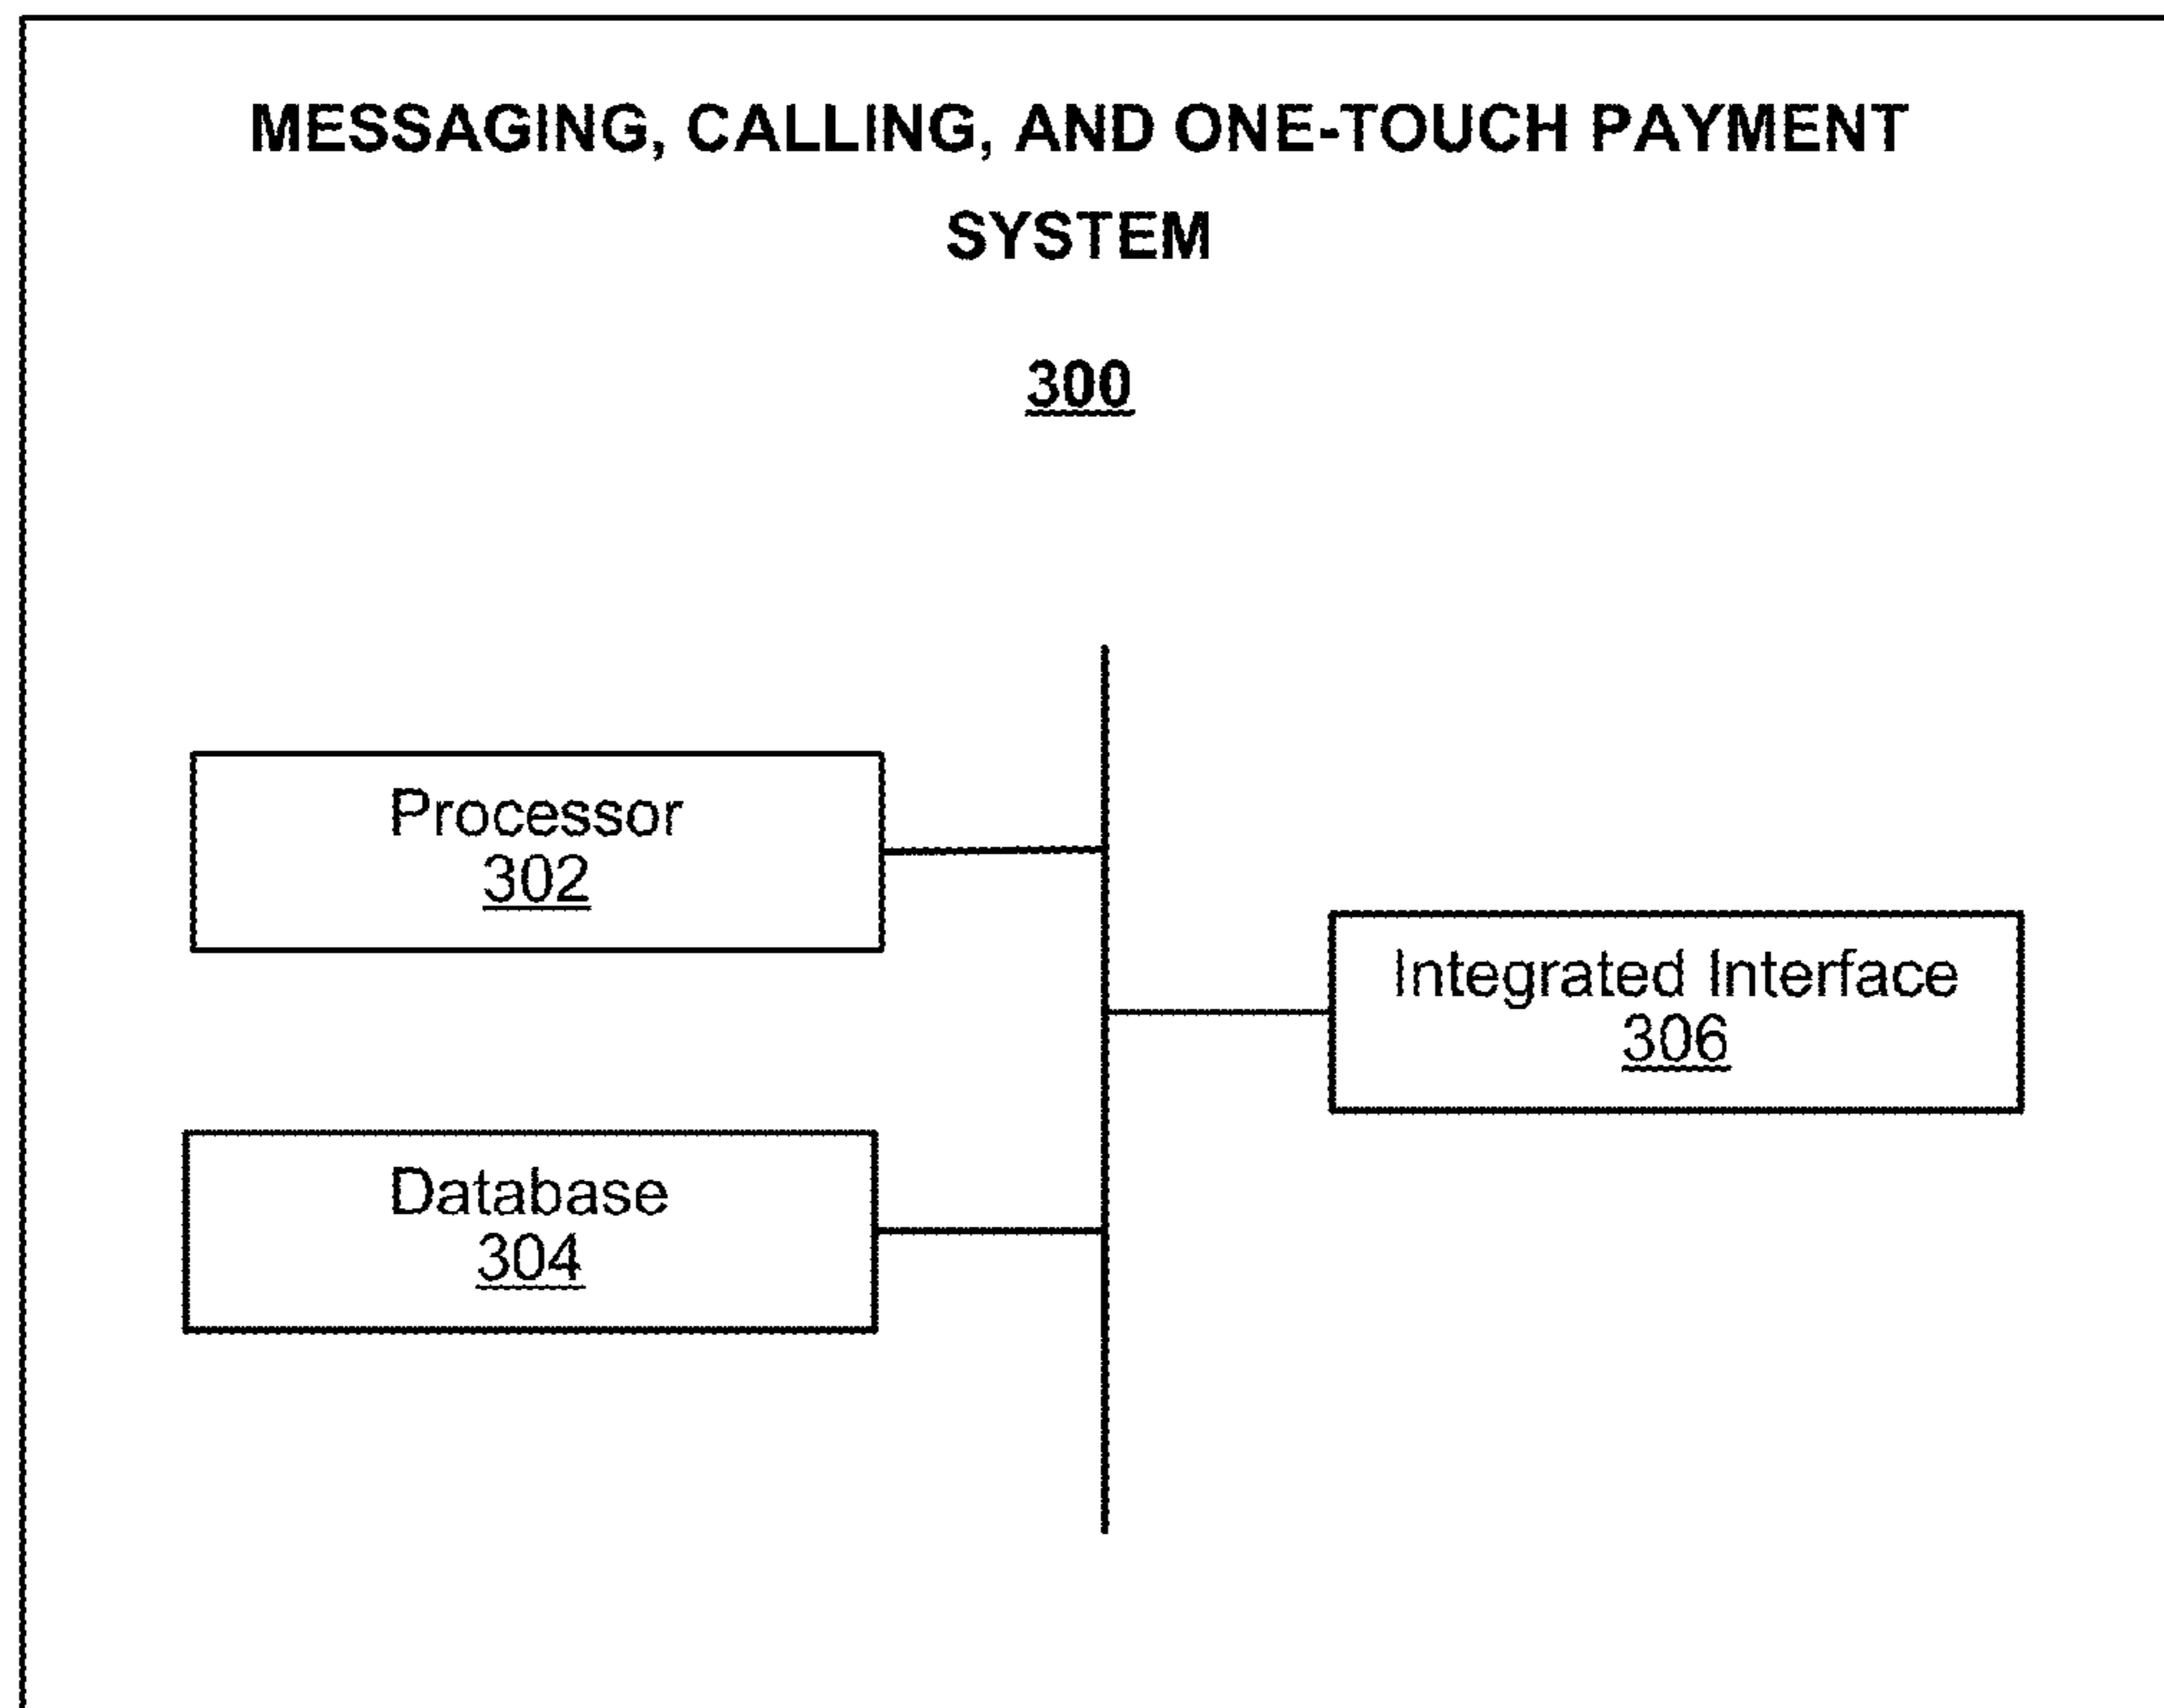 MESSAGING, CALLING, AND ONE-TOUCH PAYMENT
SYSTEM
300
Processor
302
Integrated Interface
306
Database
304